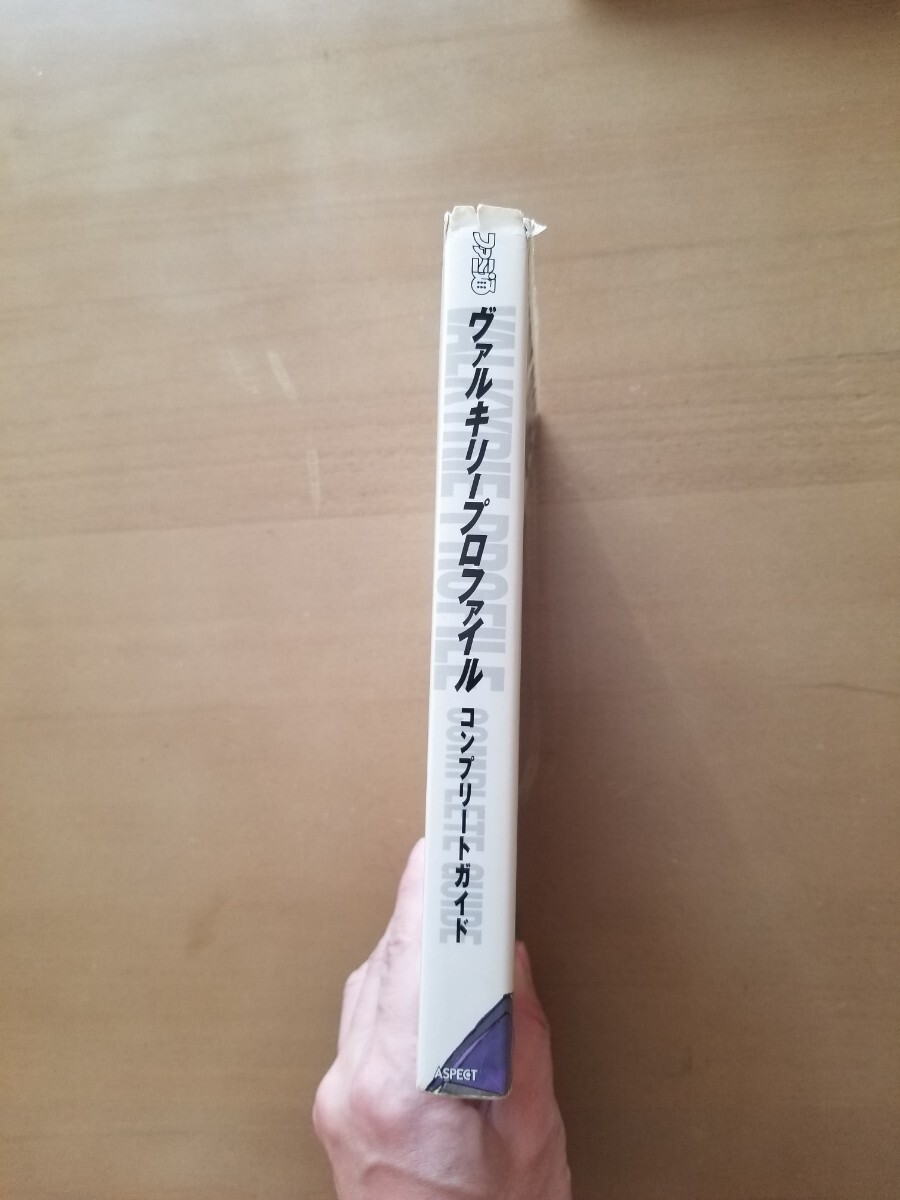 ファミ通
ヴァルキリープロファイル
VALKYRIE PROFILE
コンプリートガイド
COMPLETE GUIDE
ASPECT